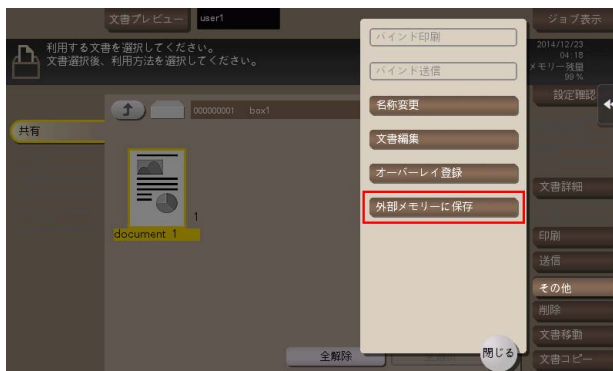 文書プレビュー
user1
ジョブ表示
利用する文書を選択してください。
文書選択後、利用方法を選択してください。
2014/12/23
04:18
メモリー残量
99 %
設定確認
000000001 box1
共有
1
document 1
バインド印刷
バインド送信
名称変更
文書編集
オーバーレイ登録
外部メモリーに保存
文書詳細
印刷
送信
その他
削除
文書移動
文書コピー
全解除
閉じる